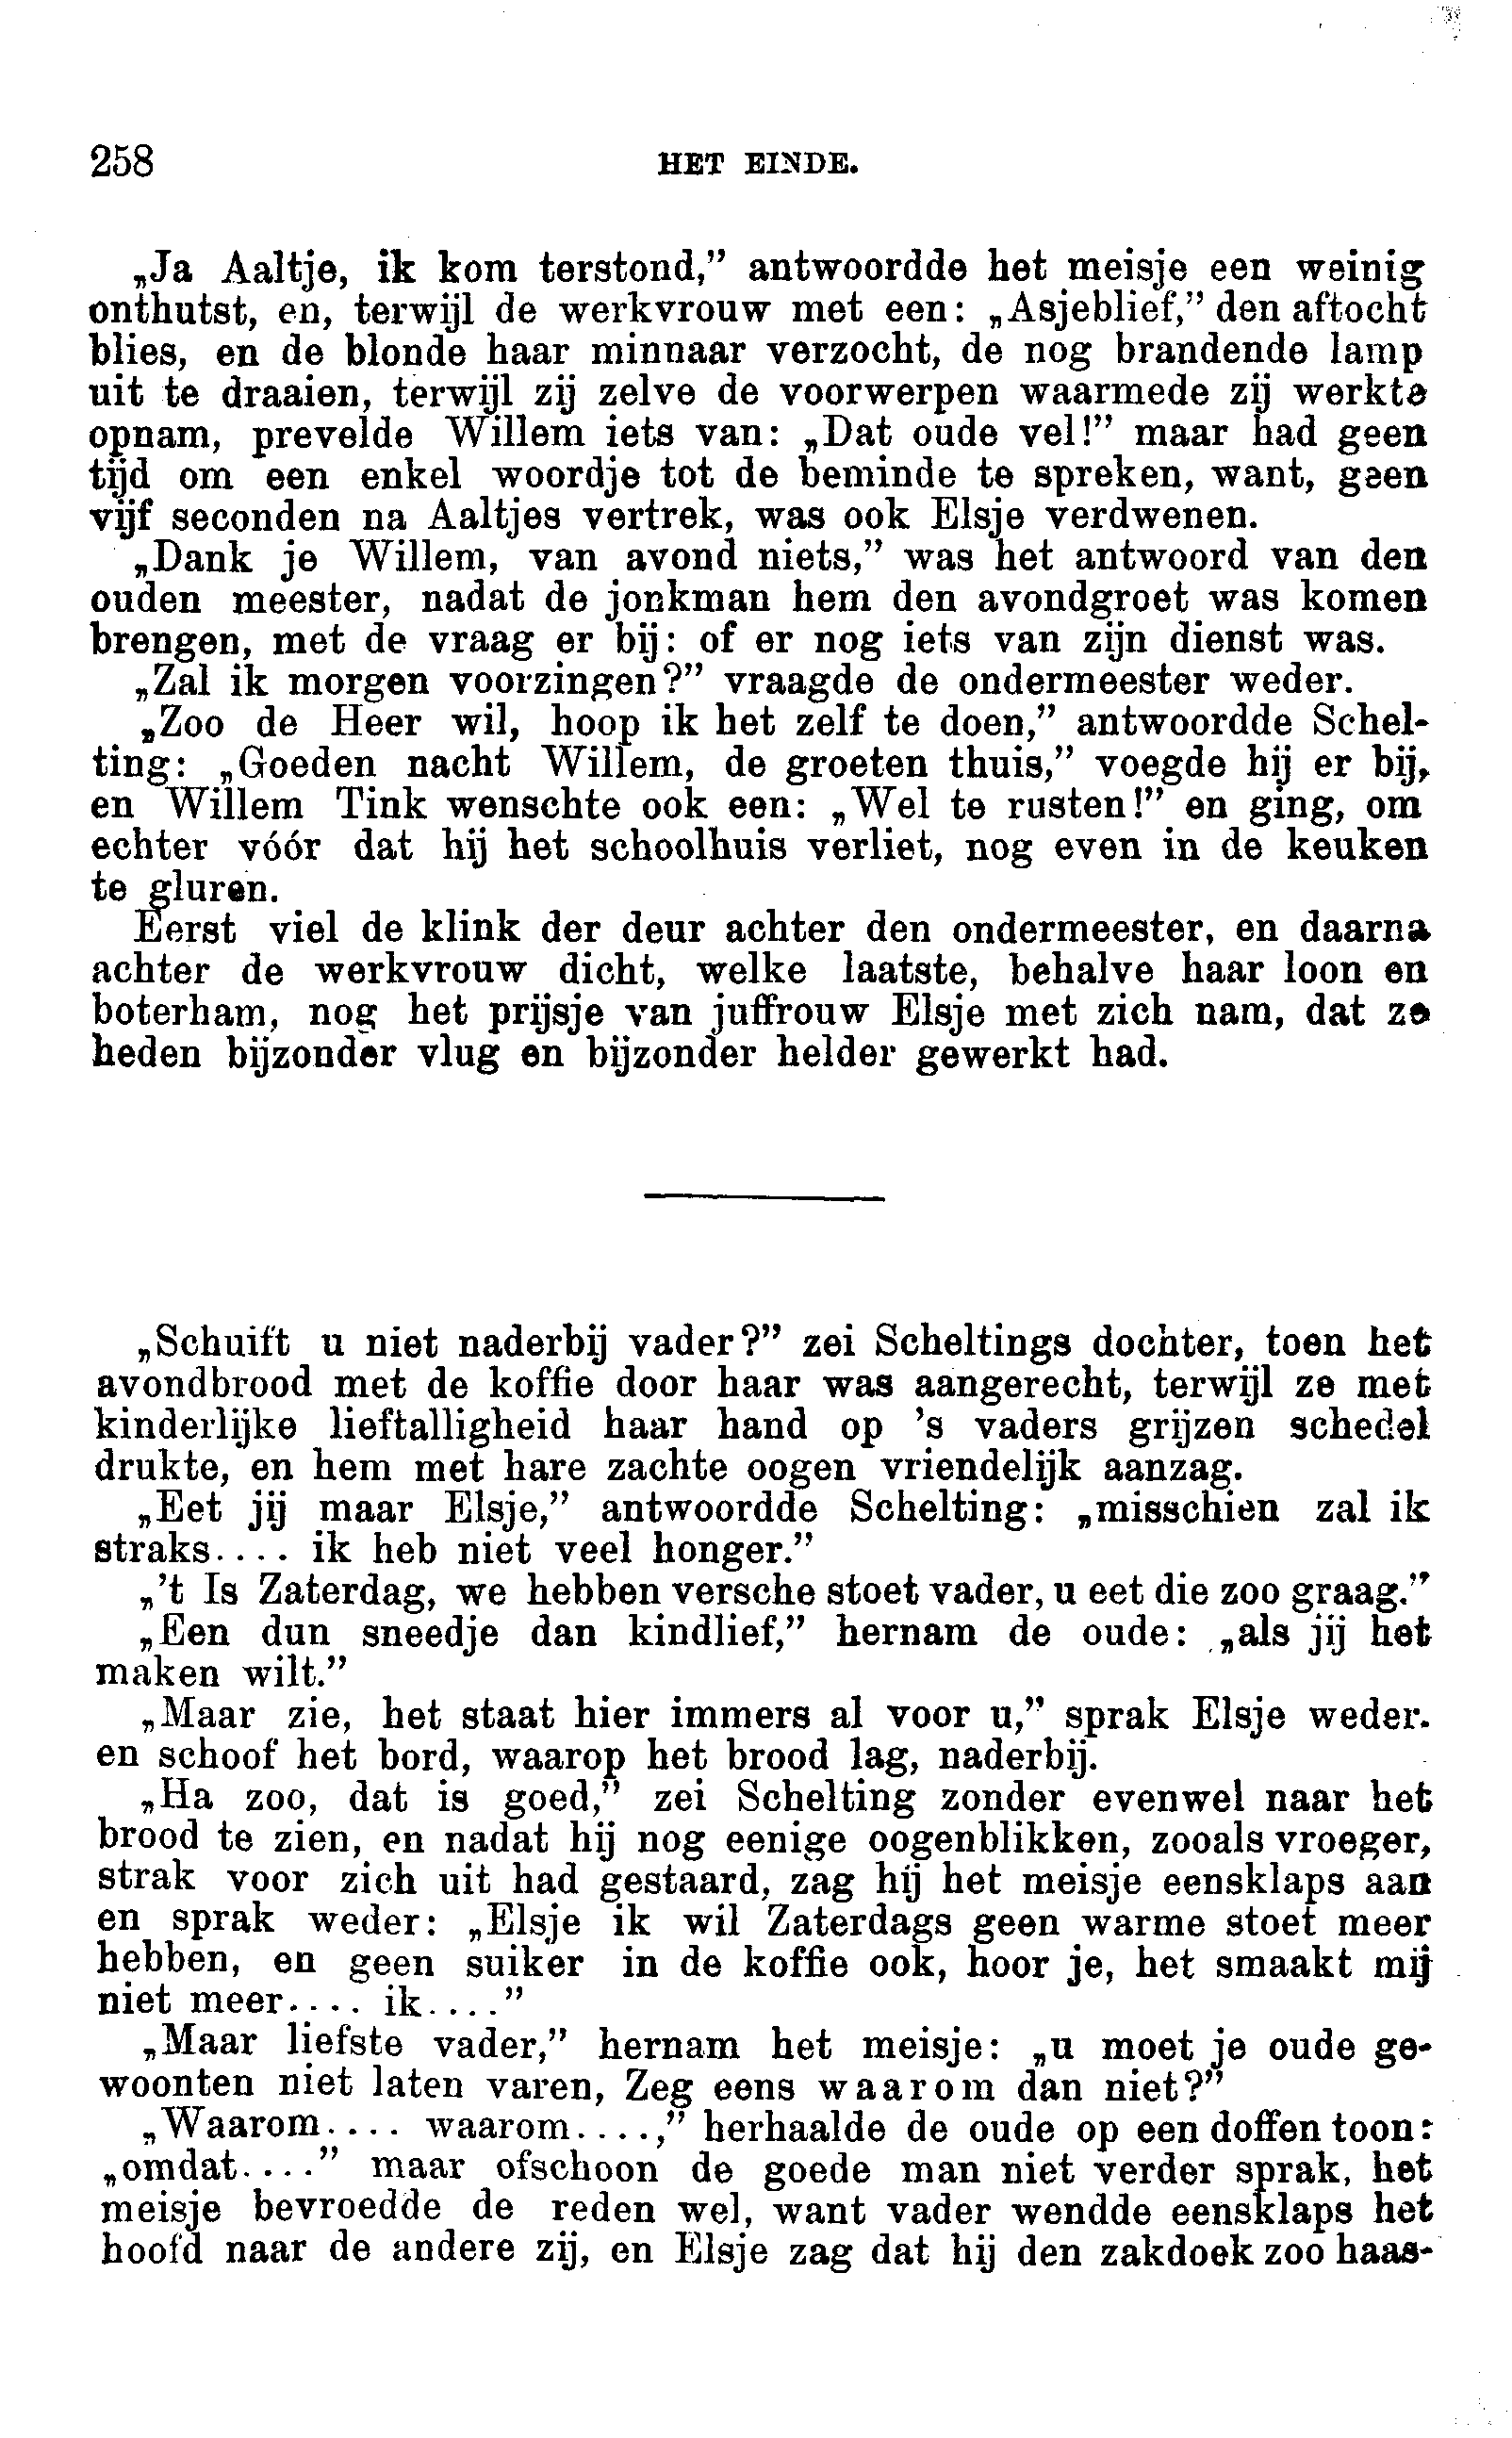 258 HET EINDE.
„Ja Aaltje, ik kom terstond,” antwoordde het meisje een weinig
onthutst, en, terwijl de werkvrouw met een: „Asjeblief,” den aftocht
blies, en de blonde haar minnaar verzocht, de nog brandende lamp
uit te draaien, terwijl zij zelve de voorwerpen waarmede zij werkte
opnam, prevelde Willem iets van: „Dat oude vel!” maar had geen
tijd om een enkel woordje tot de beminde te spreken, want, geen
vijf seconden na Aaltjes vertrek, was ook Elsje verdwenen.
„Dank je Willem, van avond niets,” was het antwoord van den
ouden meester, nadat de jonkman hem den avondgroet was komen
brengen, met de vraag er bij: of er nog iets van zijn dienst was.
„Zal ik morgen voorzingen?” vraagde de ondermeester weder.
„Zoo de Heer wil, hoop ik het zelf te doen,” antwoordde Schel-
ting: „Goeden nacht Willem, de groeten thuis,” voegde hij er bij,
en Willem Tink wenschte ook een: „Wel te rusten!” en ging, om
echter vóór dat hij het schoolhuis verliet, nog even in de keuken
te gluren.
Eerst viel de klink der deur achter den ondermeester, en daarna
achter de werkvrouw dicht, welke laatste, behalve haar loon en
boterham, nog het prijsje van juffrouw Elsje met zich nam, dat ze
heden bijzonder vlug en bijzonder helder gewerkt had.
„Schuift u niet naderbij vader?” zei Scheltings dochter, toen het
avondbrood met de koffie door haar was aangerecht, terwijl ze met
kinderlijke lieftalligheid haar hand op 's vaders grijzen schedel
drukte, en hem met hare zachte oogen vriendelijk aanzag.
„Eet jij maar Elsje,” antwoordde Schelting: „misschien zal ik
straks.... ik heb niet veel honger.”
„'t Is Zaterdag, we hebben versche stoet vader, u eet die zoo graag.”
„Een dun sneedje dan kindlief,” hernam de oude: „als jij het
maken wilt.”
„Maar zie, het staat hier immers al voor u,” sprak Elsje weder.
en schoof het bord, waarop het brood lag, naderbij.
„Ha zoo, dat is goed,” zei Schelting zonder evenwel naar het
brood te zien, en nadat hij nog eenige oogenblikken, zooals vroeger,
strak voor zich uit had gestaard, zag hij het meisje eensklaps aan
en sprak weder: „Elsje ik wil Zaterdags geen warme stoet meer
hebben, en geen suiker in de koffie ook, hoor je, het smaakt mij
niet meer.... ik....”
„Maar liefste vader,” hernam het meisje: „u moet je oude ge-
woonten niet laten varen, Zeg eens waarom dan niet?”
„Waarom.... waarom....,” herhaalde de oude op een doffen toon:
„omdat....” maar ofschoon de goede man niet verder sprak, het
meisje bevroedde de reden wel, want vader wendde eensklaps het
hoofd naar de andere zij, en Elsje zag dat hij den zakdoek zoo haas-